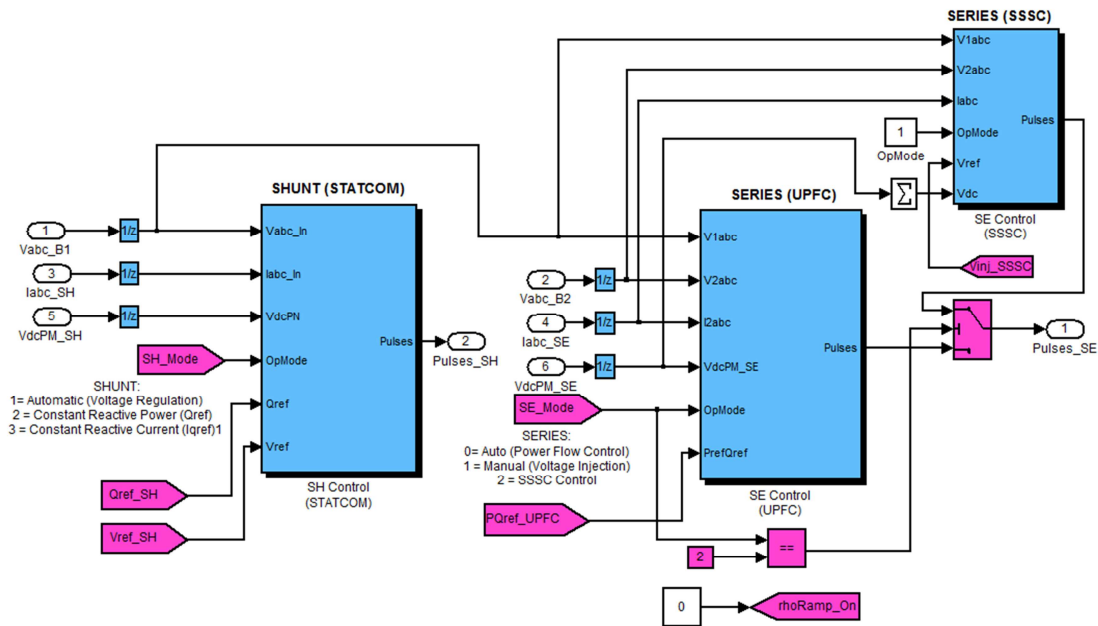 SERIES (SSSC)
V1abc
V2abc
Iabc
Pulses
1
OpMode
OpMode
Vref
Σ
Vdc
SE Control
(SSSC)
Vinj_SSSC
SHUNT (STATCOM)
1
1/z
Vabc_In
Vabc_B1
3
1/z
Iabc_In
Iabc_SH
5
1/z
VdcPN
VdcPM_SH
Pulses
2
Pulses_SH
SH_Mode
OpMode
SHUNT:
1= Automatic (Voltage Regulation)
2 = Constant Reactive Power (Qref)
3 = Constant Reactive Current (Iqref)1
Qref
Vref
Qref_SH
Vref_SH
SH Control
(STATCOM)
SERIES (UPFC)
V1abc
2
1/z
V2abc
Vabc_B2
4
1/z
I2abc
Iabc_SE
6
1/z
VdcPM_SE
VdcPM_SE
Pulses
1
Pulses_SE
SE_Mode
OpMode
SERIES:
0= Auto (Power Flow Control)
1 = Manual (Voltage Injection)
2 = SSSC Control
PrefQref
PQref_UPFC
SE Control
(UPFC)
2
==
0
rhoRamp_On